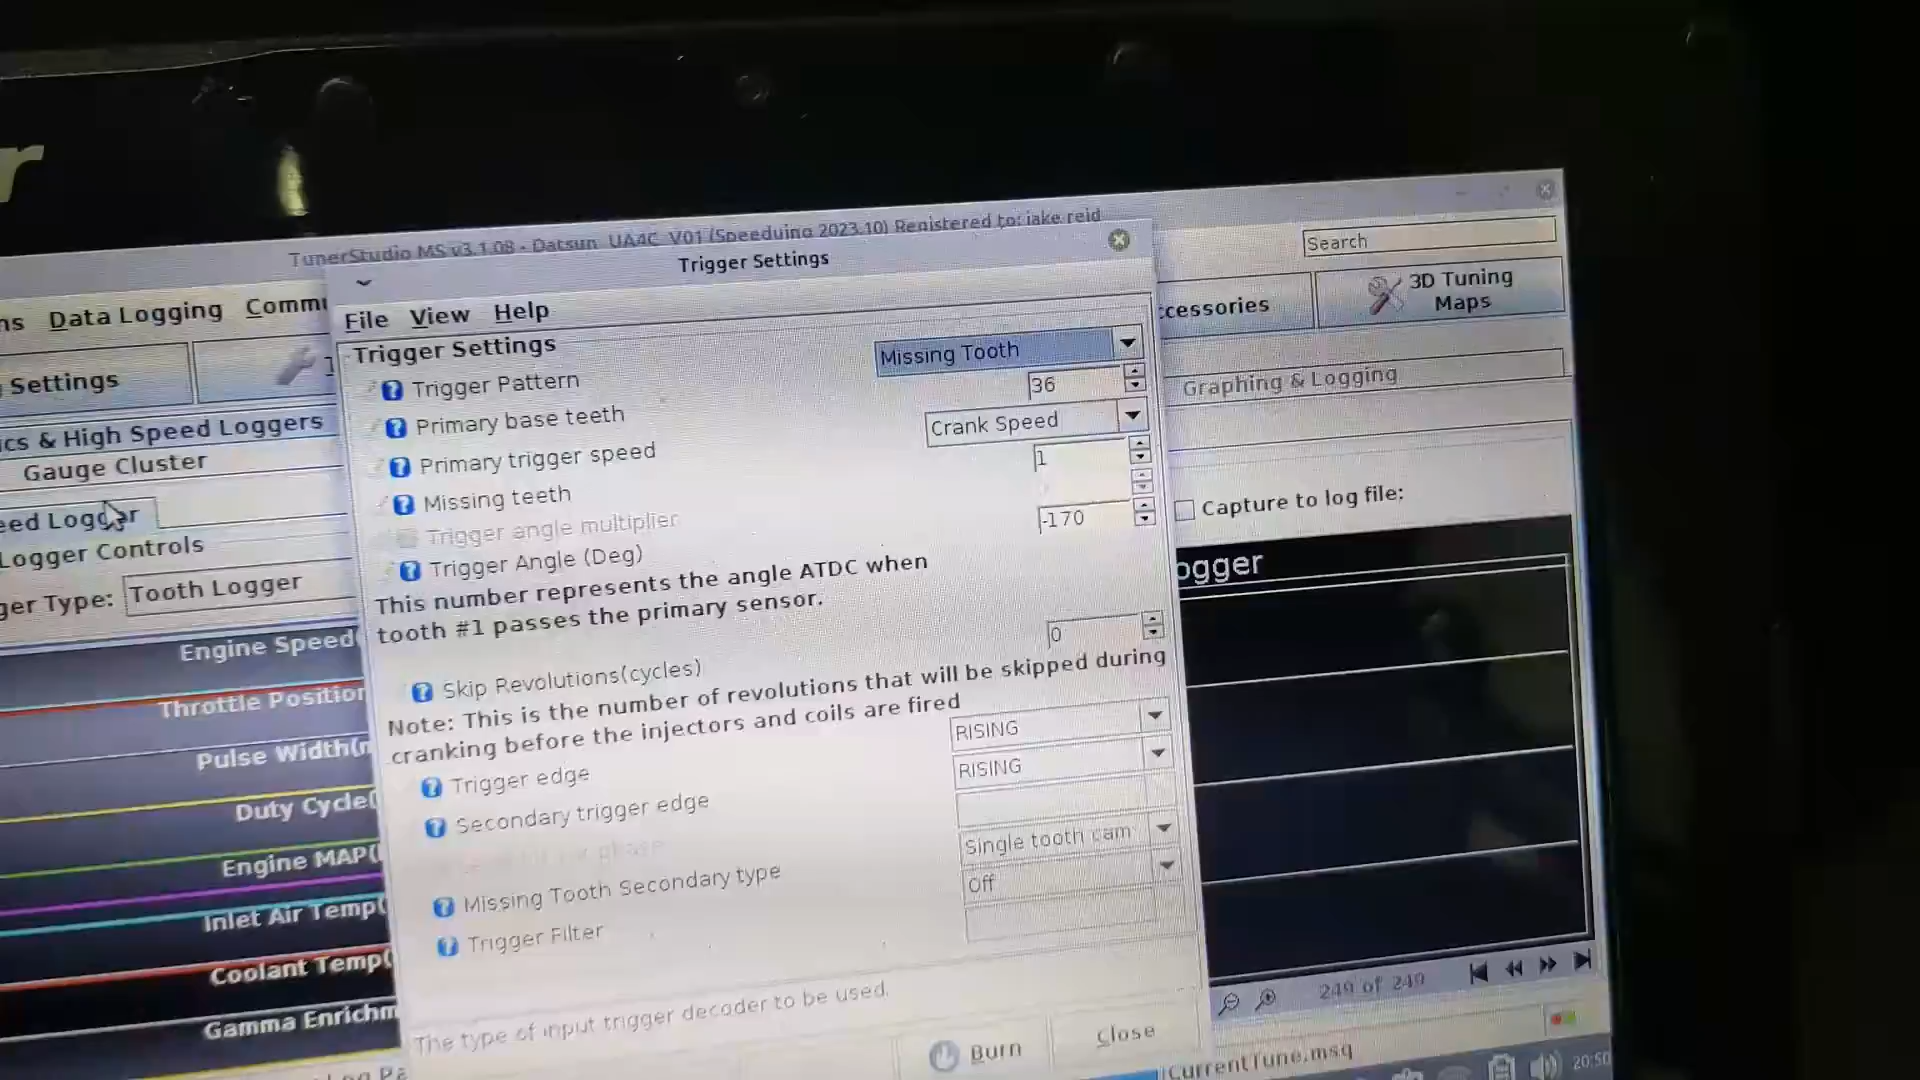 TunerStudio MS v3.1.08 - Datsun_UA4C_V01 (Speeduino 2023.10) Registered to: jake reid
Trigger Settings
Search
ns Data Logging Commu
File View Help
ccessories
3D Tuning
Maps
Settings
Trigger Settings
Trigger Pattern
Missing Tooth
Primary base teeth
36
Primary trigger speed
Crank Speed
Missing teeth
1
Trigger angle multiplier
Trigger Angle (Deg)
-170
This number represents the angle ATDC when
tooth #1 passes the primary sensor.
Skip Revolutions(cycles)
0
Note: This is the number of revolutions that will be skipped during
cranking before the injectors and coils are fired
Trigger edge
RISING
Secondary trigger edge
RISING
phase
Missing Tooth Secondary type
Single tooth cam
Trigger Filter
Off
The type of input trigger decoder to be used.
Burn
Close
Graphing & Logging
ics & High Speed Loggers
Gauge Cluster
eed Logger
Logger Controls
ger Type: Tooth Logger
Capture to log file:
ogger
Engine Speed(
Throttle Position
Pulse Width(m
Duty Cycle(
Engine MAP(
Inlet Air Temp(
Coolant Temp(
Gamma Enrichm
249 of 249
CurrentTune.msq
20:50